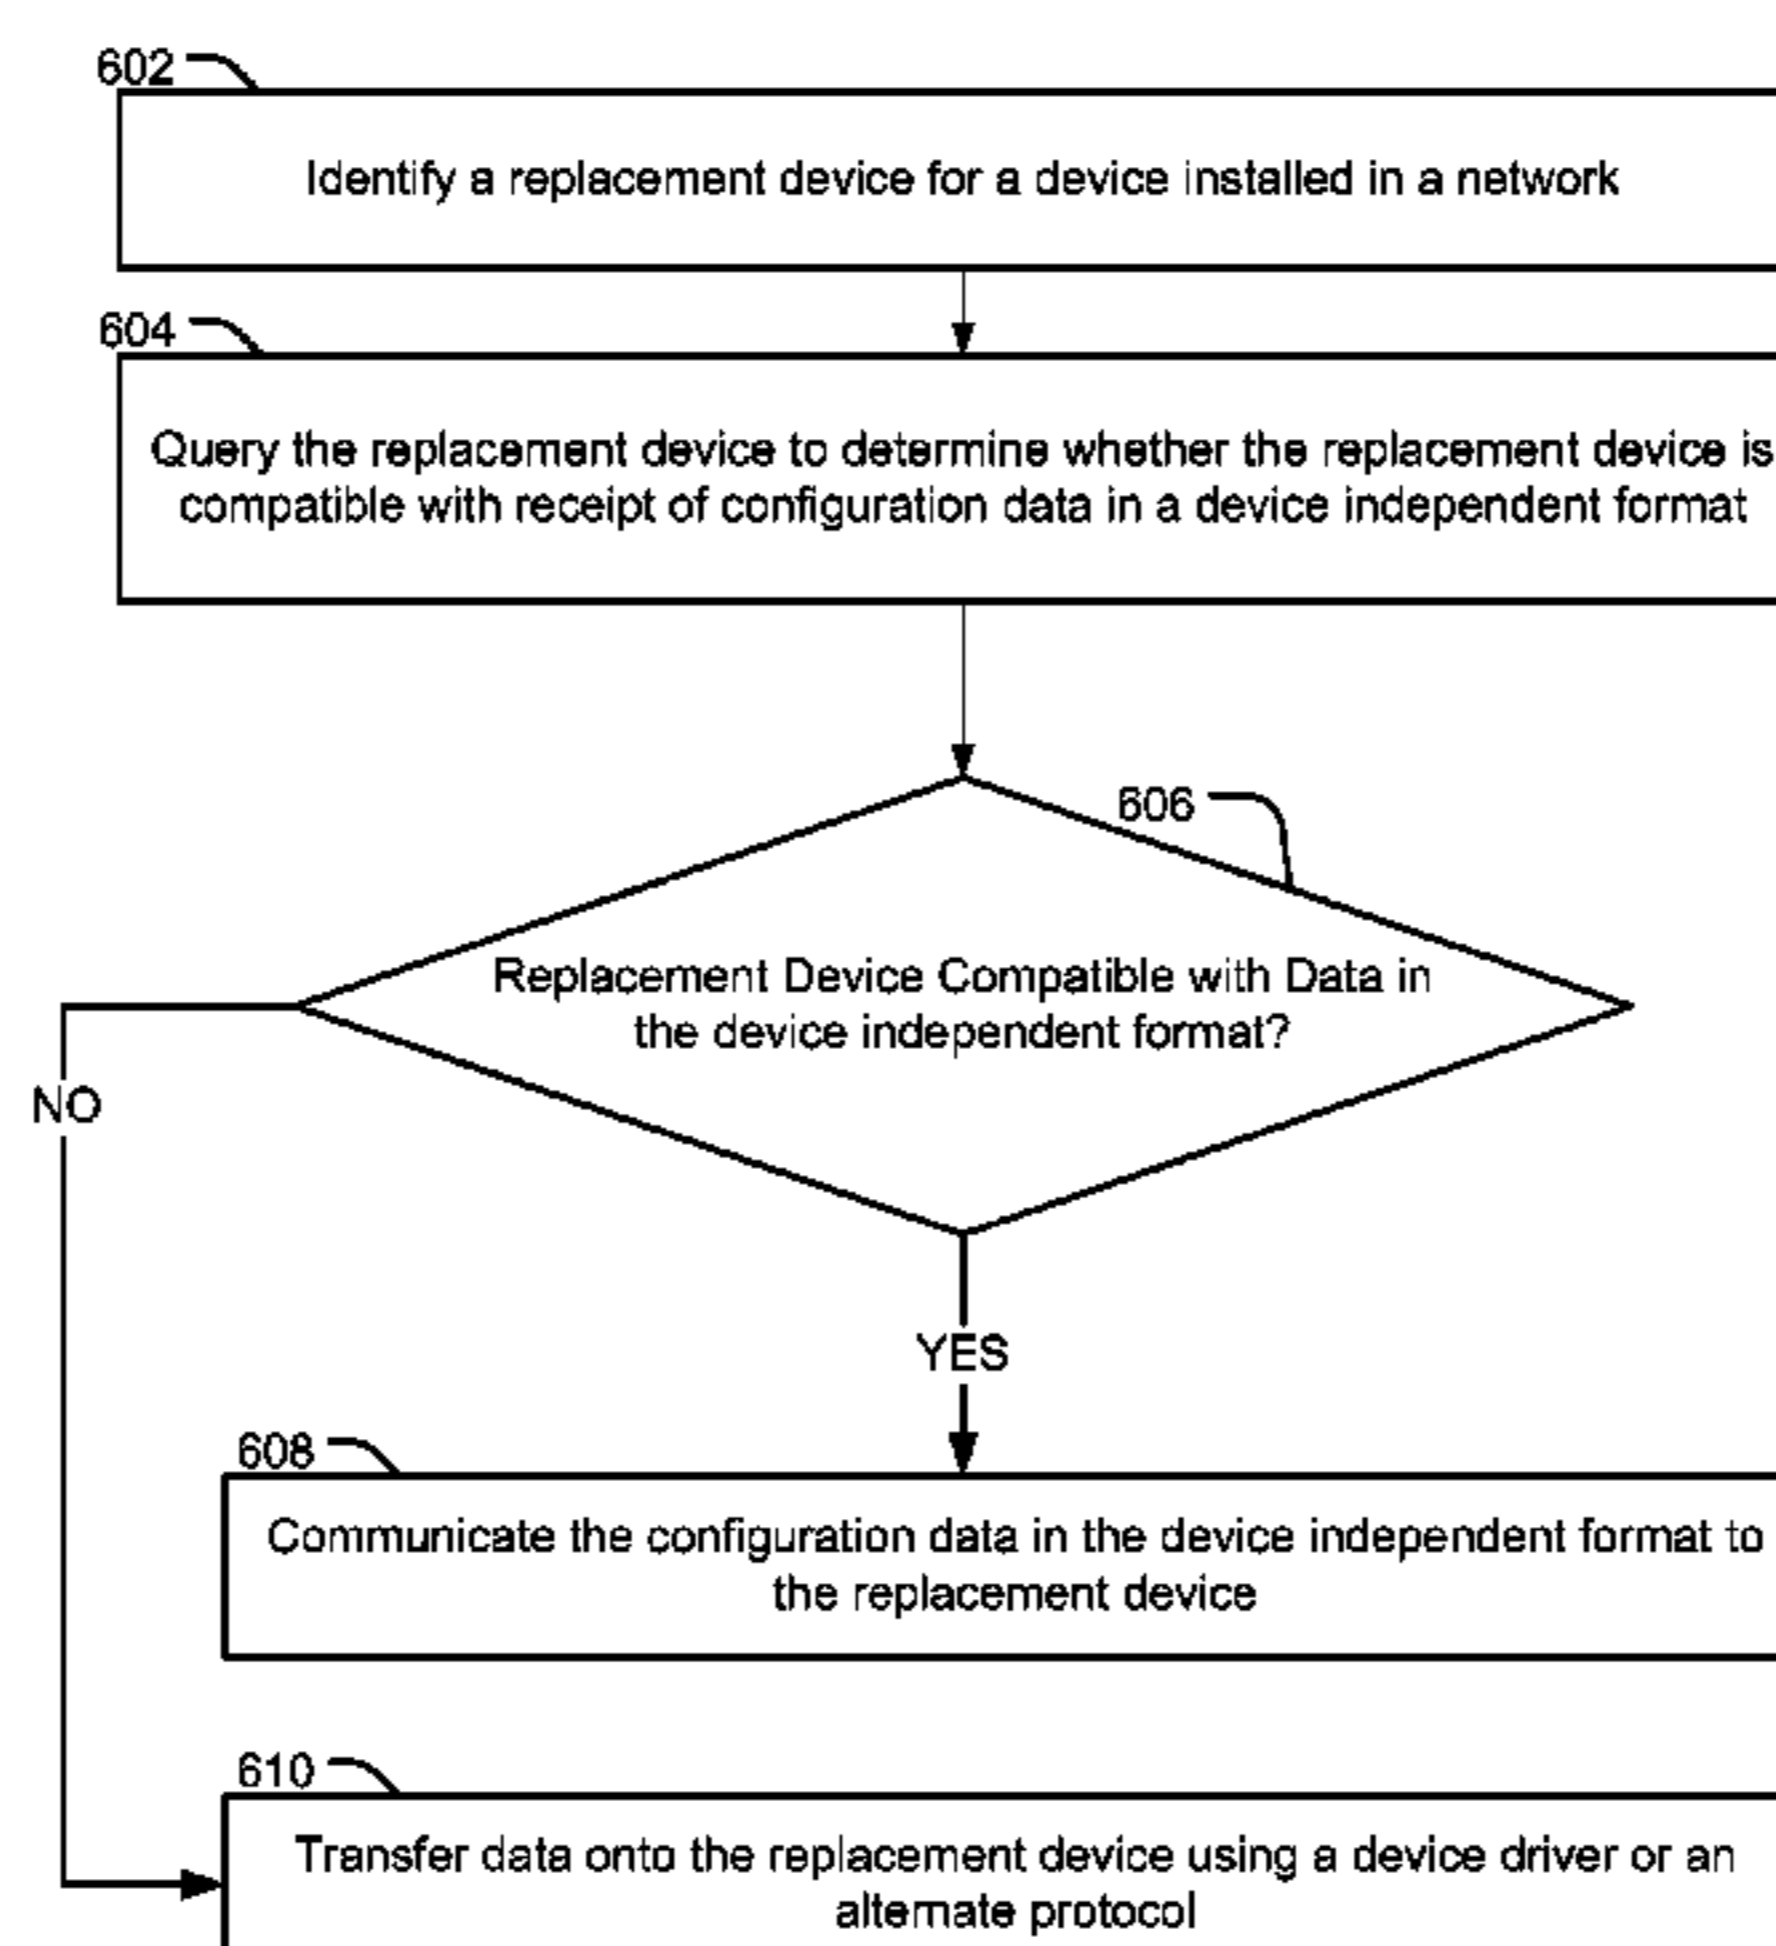 602
Identify a replacement device for a device installed in a network
604
Query the replacement device to determine whether the replacement device is
compatible with receipt of configuration data in a device independent format
606
Replacement Device Compatible with Data in
the device independent format?
NO
YES
608
Communicate the configuration data in the device independent format to
the replacement device
610
Transfer data onto the replacement device using a device driver or an
alternate protocol